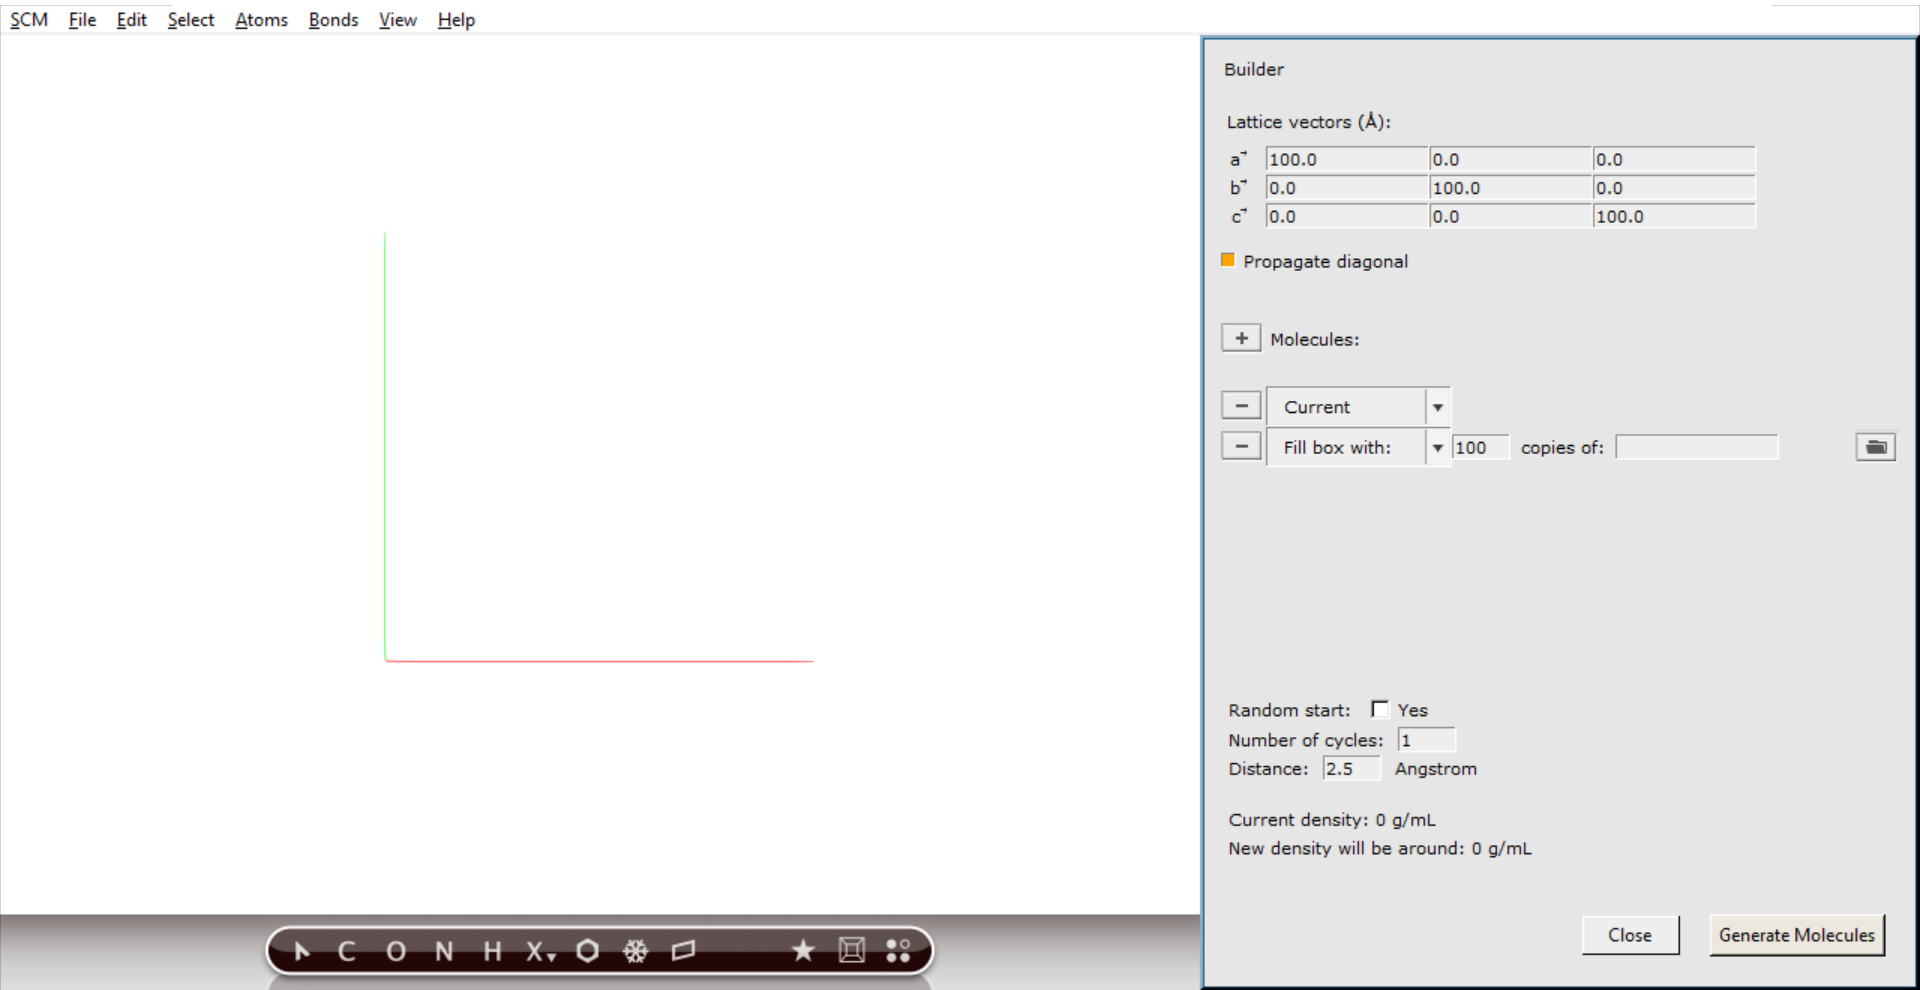 SCM File Edit Select Atoms Bonds View Help
Builder
Lattice vectors (Å):
a→ 100.0 0.0 0.0
b→ 0.0 100.0 0.0
c→ 0.0 0.0 100.0
Propagate diagonal
+ Molecules:
− Current
− Fill box with: 100 copies of:
Random start: Yes
Number of cycles: 1
Distance: 2.5 Angstrom
Current density: 0 g/mL
New density will be around: 0 g/mL
Close Generate Molecules
C O N H X